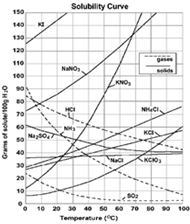 Solubility Curve
150
140
130
120
110
100
90
80
70
60
50
40
30
20
10
0
KI
NaNO₃
gases
solids
KNO₃
HCl
NH₄Cl
NH₃
Na₂SO₄
KCl
NaCl
KClO₃
SO₂
0 10 20 30 40 50 60 70 80 90 100
Grams of solute/100g H₂O
Temperature (°C)